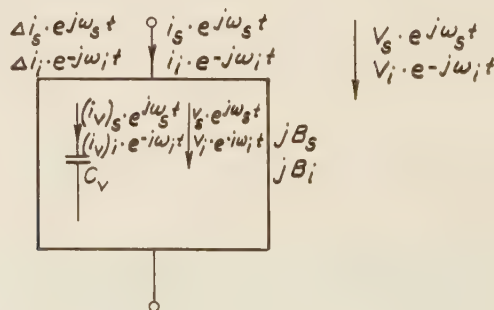 Δi_s·e^{jω_s t} i_s·e^{jω_s t}
Δi_i·e^{-jω_i t} i_i·e^{-jω_i t}
V_s·e^{jω_s t}
V_i·e^{-jω_i t}
(i_v)_s·e^{jω_s t} v_s·e^{jω_s t}
(i_v)_i·e^{-jω_i t} v_i·e^{-jω_i t}
C_v
jB_s
jB_i